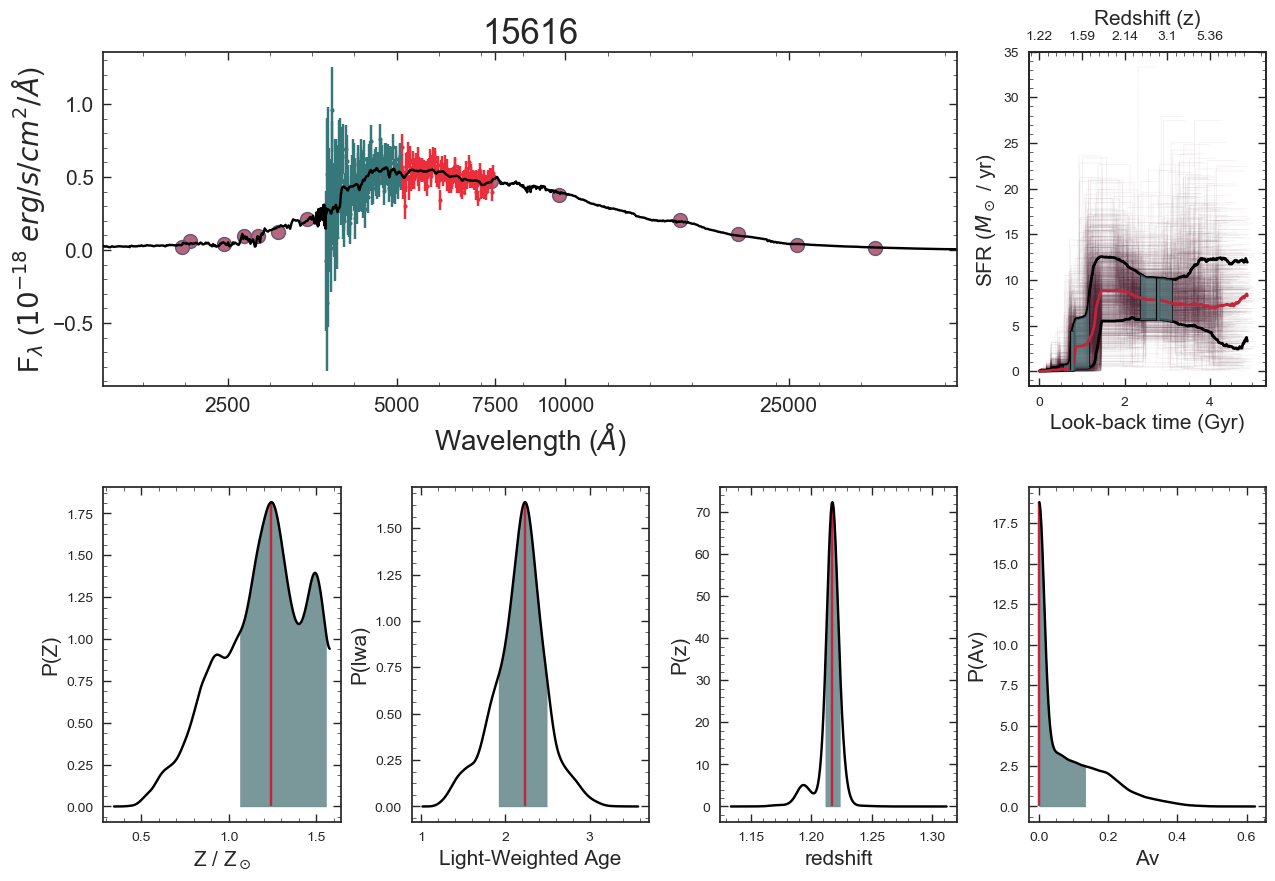 15616
1.0
0.5
0.0
−0.5
F_λ (10^−18 erg/s/cm^2/Å)
2500 5000 7500 10000 25000
Wavelength (Å)
Redshift (z)
1.22 1.59 2.14 3.1 5.36
35
30
25
20
15
10
5
0
SFR (M_⊙ / yr)
0 2 4
Look-back time (Gyr)
1.75
1.50
1.25
1.00
0.75
0.50
0.25
0.00
P(Z)
0.5 1.0 1.5
Z / Z_⊙
1.50
1.25
1.00
0.75
0.50
0.25
0.00
P(lwa)
1 2 3
Light-Weighted Age
70
60
50
40
30
20
10
0
P(z)
1.15 1.20 1.25 1.30
redshift
17.5
15.0
12.5
10.0
7.5
5.0
2.5
0.0
P(Av)
0.0 0.2 0.4 0.6
Av